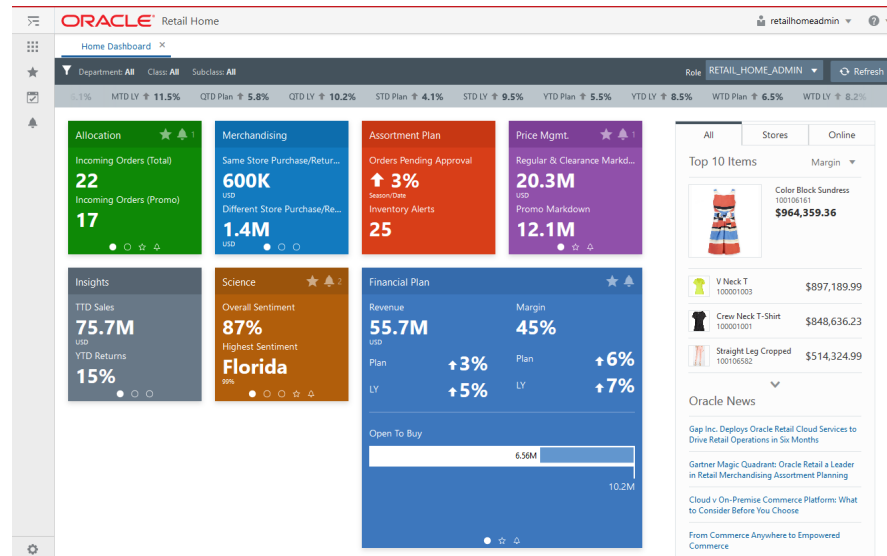 ORACLE® Retail Home
retailhomeadmin
Home Dashboard ×
Department: All Class: All Subclass: All
Role RETAIL_HOME_ADMIN Refresh
MTD LY ↑ 11.5% QTD Plan ↑ 5.8% QTD LY ↑ 10.2% STD Plan ↑ 4.1% STD LY ↑ 9.5% YTD Plan ↑ 5.5% YTD LY ↑ 8.5% WTD Plan ↑ 6.5% WTD LY ↑ 8.2%
Allocation 1
Incoming Orders (Total)
22
Incoming Orders (Promo)
17
Merchandising
Same Store Purchase/Retur...
600K
USD
Different Store Purchase/Re...
1.4M
USD
Assortment Plan
Orders Pending Approval
↑ 3%
Season/Date
Inventory Alerts
25
Price Mgmt. 1
Regular & Clearance Markd...
20.3M
USD
Promo Markdown
12.1M
Insights
TTD Sales
75.7M
USD
YTD Returns
15%
Science 2
Overall Sentiment
87%
Highest Sentiment
Florida
99%
Financial Plan
Revenue
55.7M
USD
Plan ↑3%
LY ↑5%
Margin
45%
Plan ↑6%
LY ↑7%
Open To Buy
6.56M
10.2M
All Stores Online
Top 10 Items Margin
Color Block Sundress
100106161
$964,359.36
V Neck T
100001003
$897,189.99
Crew Neck T-Shirt
100001001
$848,636.23
Straight Leg Cropped
100106582
$514,324.99
Oracle News
Gap Inc. Deploys Oracle Retail Cloud Services to
Drive Retail Operations in Six
Months
Gartner Magic Quadrant: Oracle Retail a Leader
in Retail Merchandising Assortment Planning
Cloud v On-Premise Commerce Platform: What
to Consider Before You Choose
From Commerce Anywhere to Empowered
Commerce